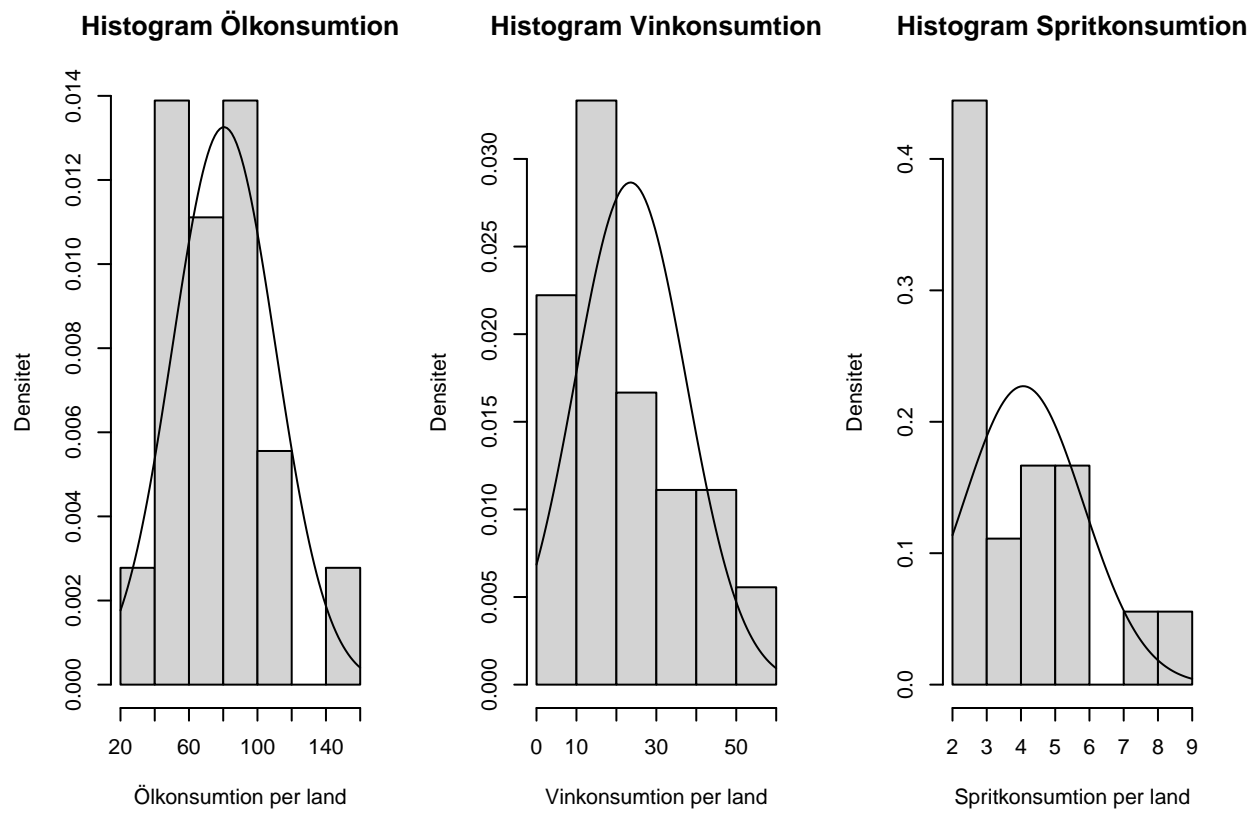 Histogram Ölkonsumtion
Densitet
0.000 0.002 0.004 0.006 0.008 0.010 0.012 0.014
20 60 100 140
Ölkonsumtion per land
Histogram Vinkonsumtion
Densitet
0.000 0.005 0.010 0.015 0.020 0.025 0.030
0 10 30 50
Vinkonsumtion per land
Histogram Spritkonsumtion
Densitet
0.0 0.1 0.2 0.3 0.4
2 3 4 5 6 7 8 9
Spritkonsumtion per land